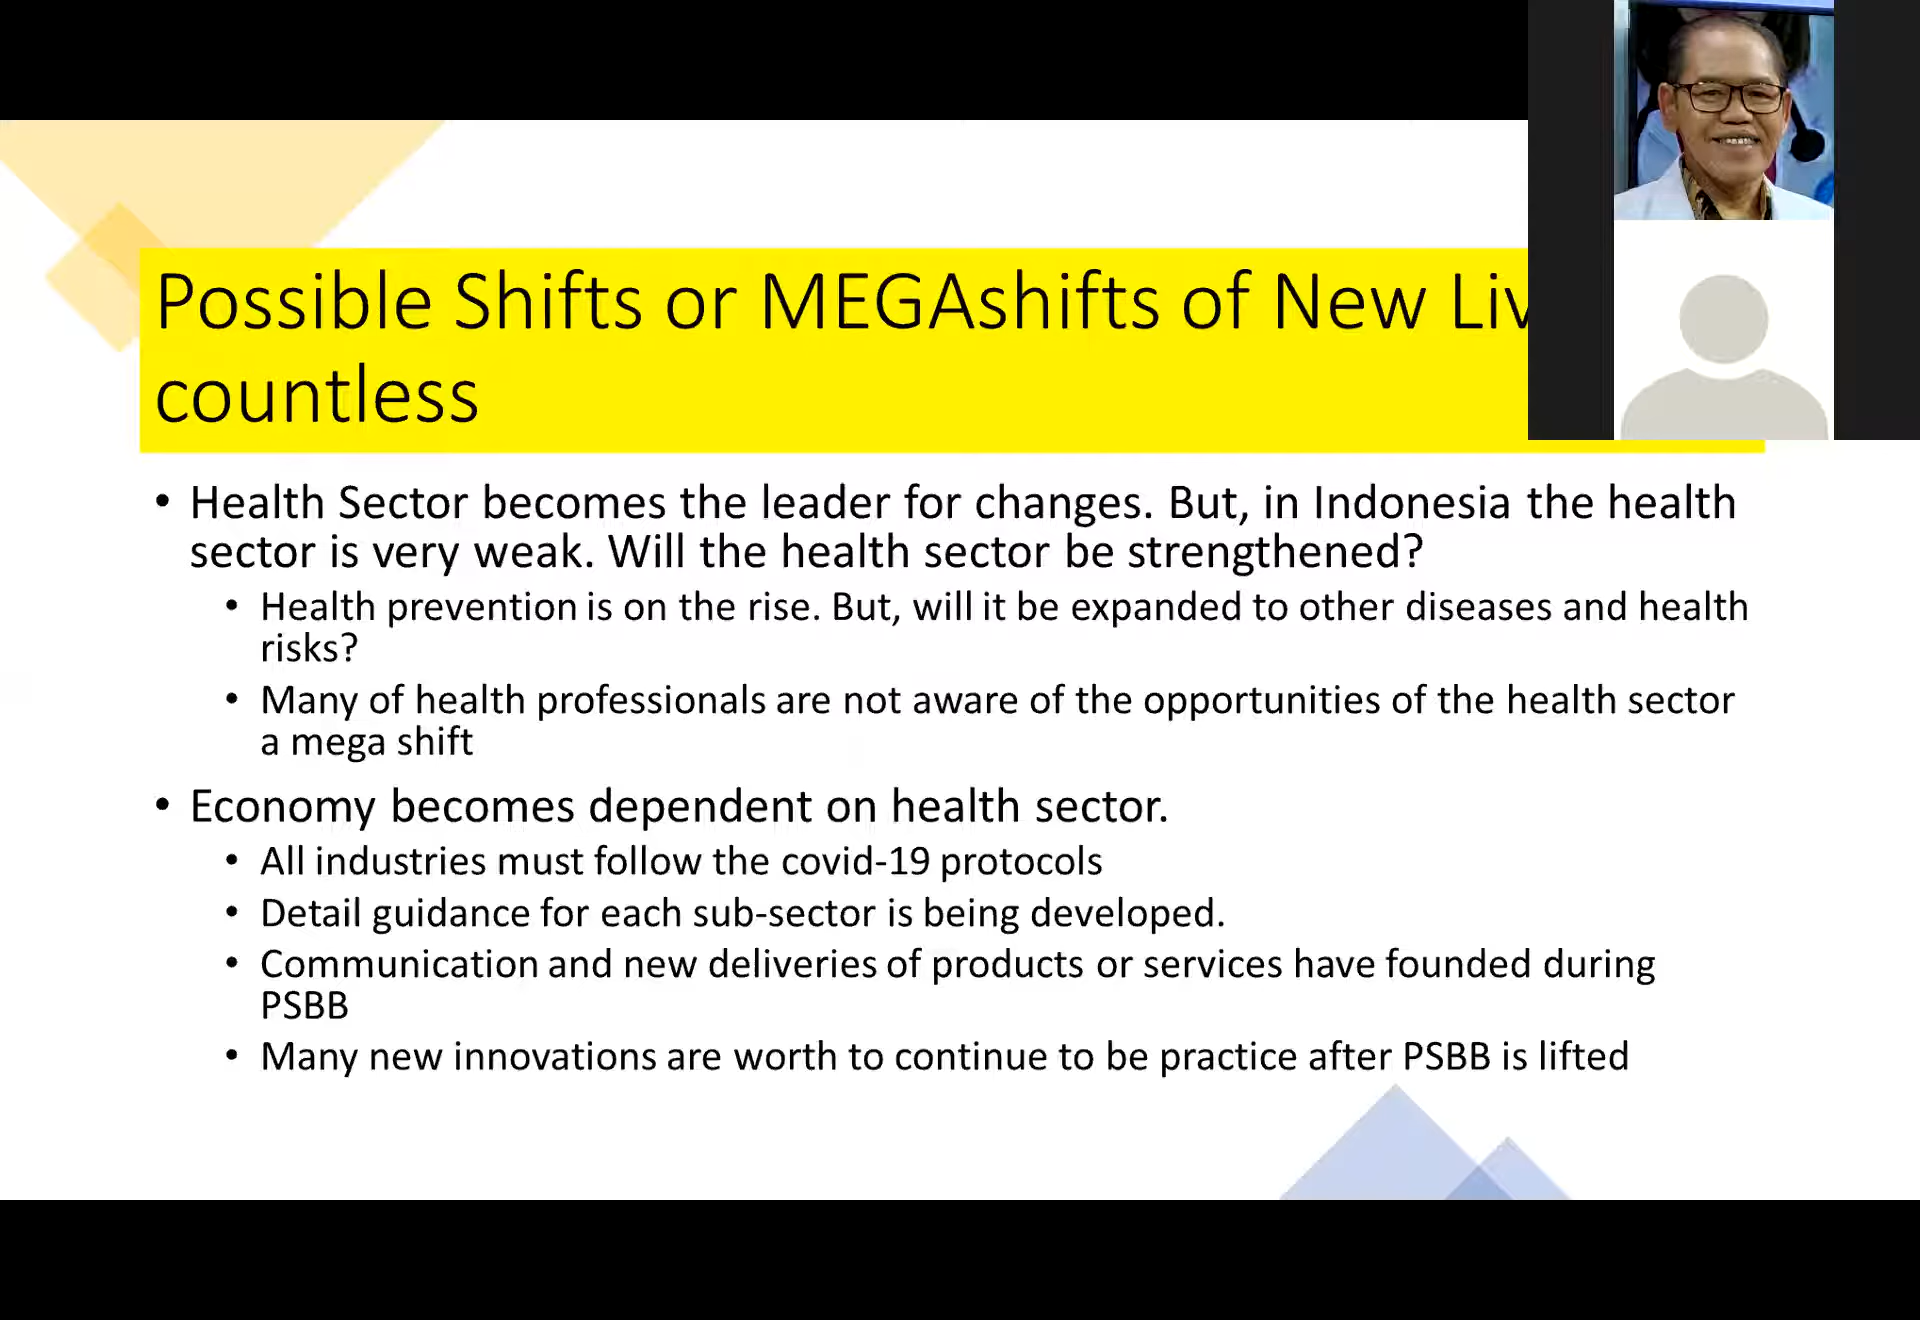 Possible Shifts or MEGAshifts of New
countless
• Health Sector becomes the leader for changes. But, in Indonesia the health
sector is very weak. Will the health sector be strengthened?
• Health prevention is on the rise. But, will it be expanded to other diseases and health
risks?
• Many of health professionals are not aware of the opportunities of the health sector
a mega shift
• Economy becomes dependent on health sector.
• All industries must follow the covid-19 protocols
• Detail guidance for each sub-sector is being developed.
• Communication and new deliveries of products or services have founded during
PSBB
• Many new innovations are worth to continue to be practice after PSBB is lifted